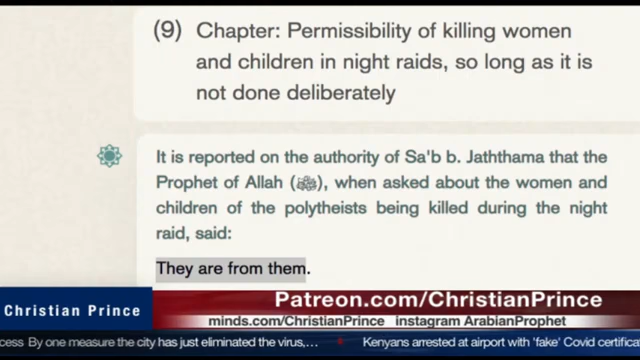 (9) Chapter: Permissibility of killing women
and children in night raids, so long as it is
not done deliberately
It is reported on the authority of Sa'b b. Jaththama that the
Prophet of Allah (ﷺ), when asked about the women and
children of the polytheists being killed during the night
raid, said:
They are from them.
Christian Prince
Patreon.com/ChristianPrince
minds.com/ChristianPrince instagram ArabianProphet
cess By one measure the city has just eliminated the virus,... Kenyans arrested at airport with 'fake' Covid certifica